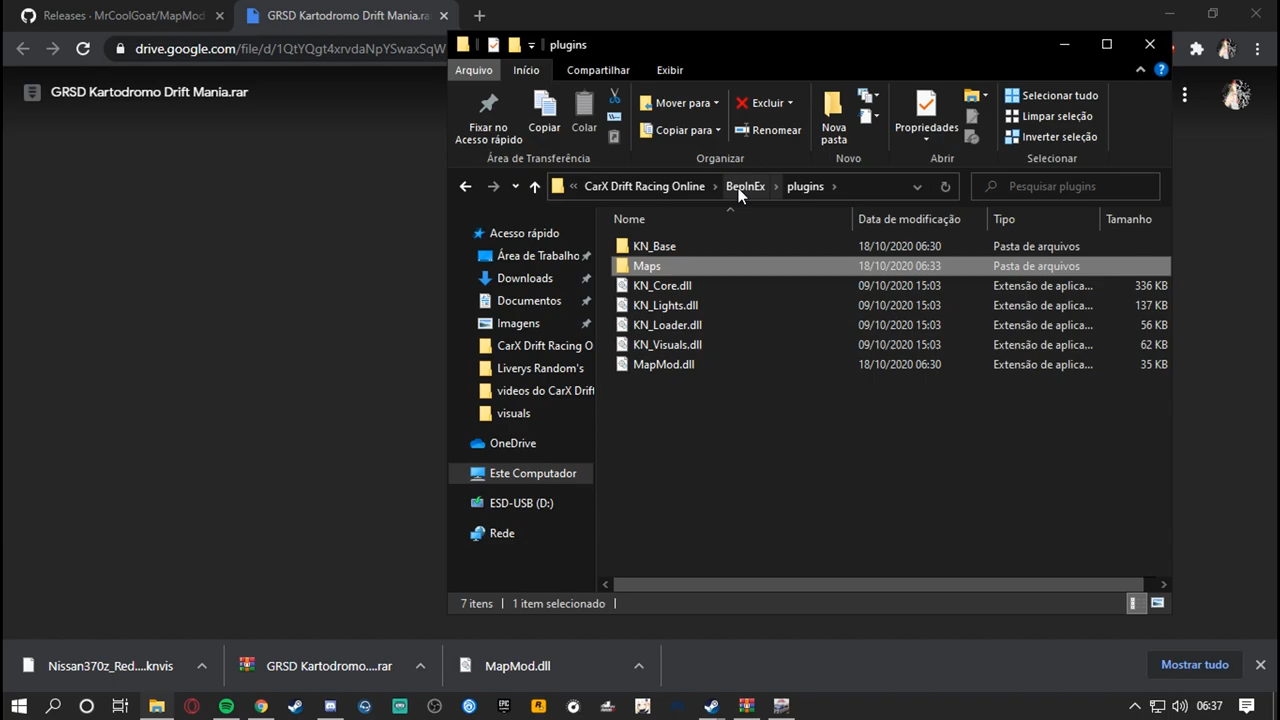 Releases · MrCoolGoat/MapMod
GRSD Kartodromo Drift Mania.rar
drive.google.com/file/d/1QtYQgt4xrvdaNpYSwaxSqW
GRSD Kartodromo Drift Mania.rar
plugins
Arquivo
Início
Compartilhar
Exibir
Fixar no
Acesso rápido
Copiar
Colar
Mover para
Copiar para
Excluir
Renomear
Nova
pasta
Propriedades
Selecionar tudo
Limpar seleção
Inverter seleção
Área de Transferência
Organizar
Novo
Abrir
Selecionar
« CarX Drift Racing Online › BepInEx › plugins ›
Pesquisar plugins
Nome
Data de modificação
Tipo
Tamanho
KN_Base 18/10/2020 06:30 Pasta de arquivos
Maps 18/10/2020 06:33 Pasta de arquivos
KN_Core.dll 09/10/2020 15:03 Extensão de aplica... 336 KB
KN_Lights.dll 09/10/2020 15:03 Extensão de aplica... 137 KB
KN_Loader.dll 09/10/2020 15:03 Extensão de aplica... 56 KB
KN_Visuals.dll 09/10/2020 15:03 Extensão de aplica... 62 KB
MapMod.dll 18/10/2020 06:30 Extensão de aplica... 35 KB
Acesso rápido
Área de Trabalho
Downloads
Documentos
Imagens
CarX Drift Racing O
Liverys Random's
videos do CarX Drift
visuals
OneDrive
Este Computador
ESD-USB (D:)
Rede
7 itens
1 item selecionado
Nissan370z_Red....knvis
GRSD Kartodromo....rar
MapMod.dll
Mostrar tudo
EPIC
06:37